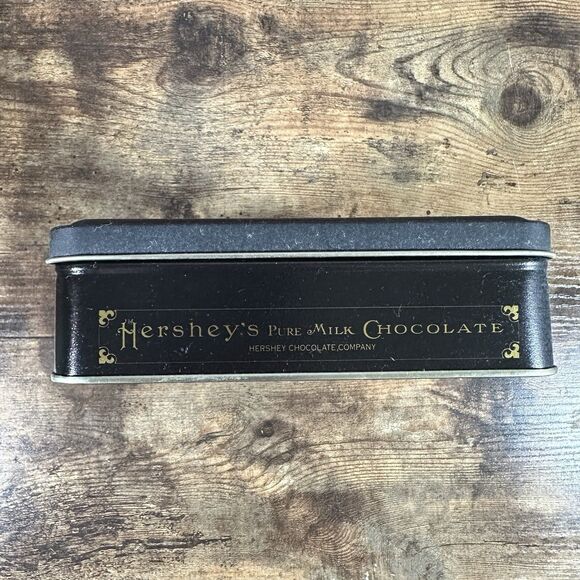 Hershey's Pure Milk Chocolate
HERSHEY CHOCOLATE COMPANY